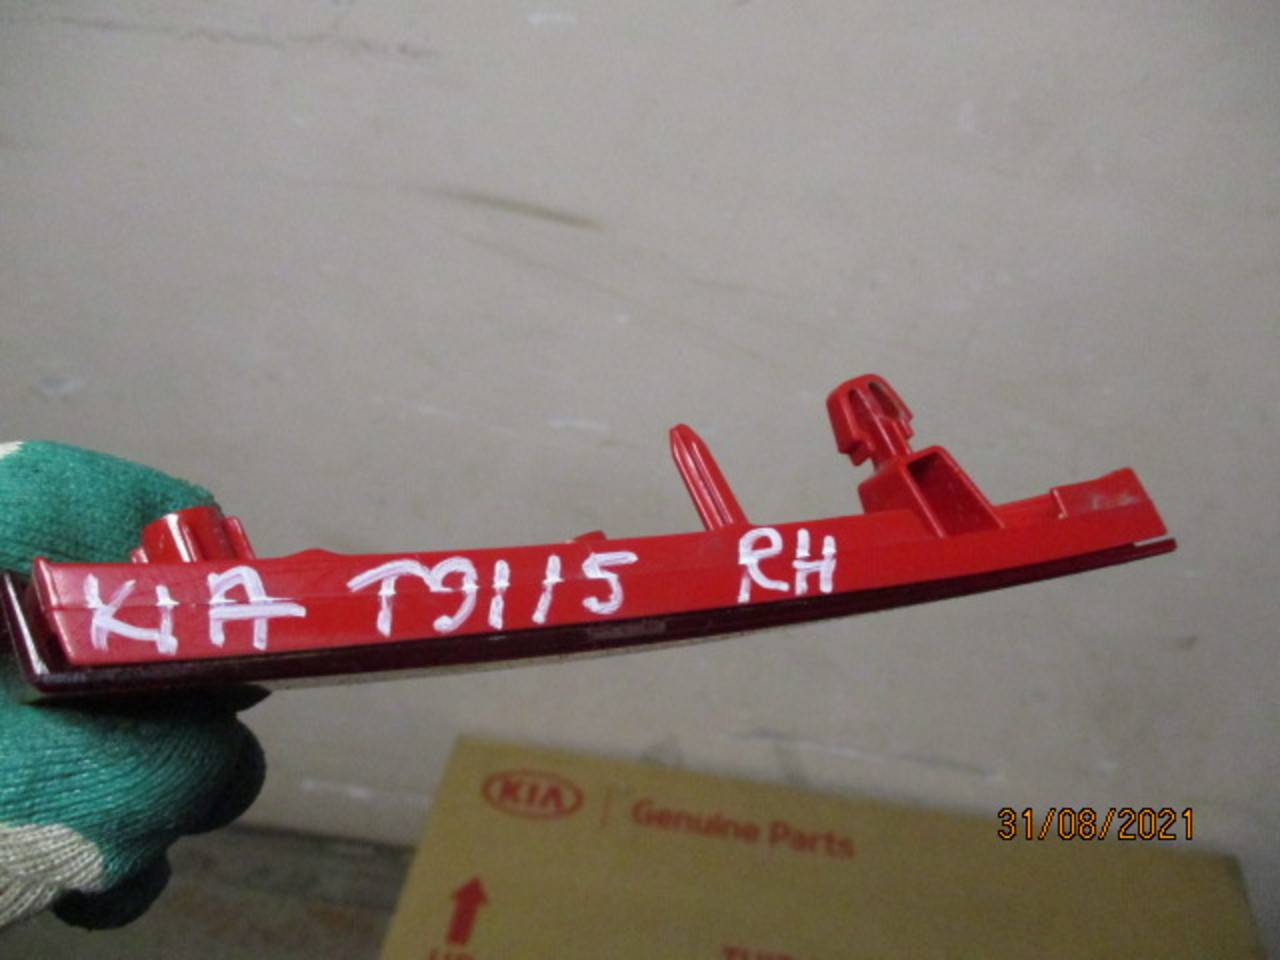 KIA T9115 RH
KIA Genuine Parts
31/08/2021